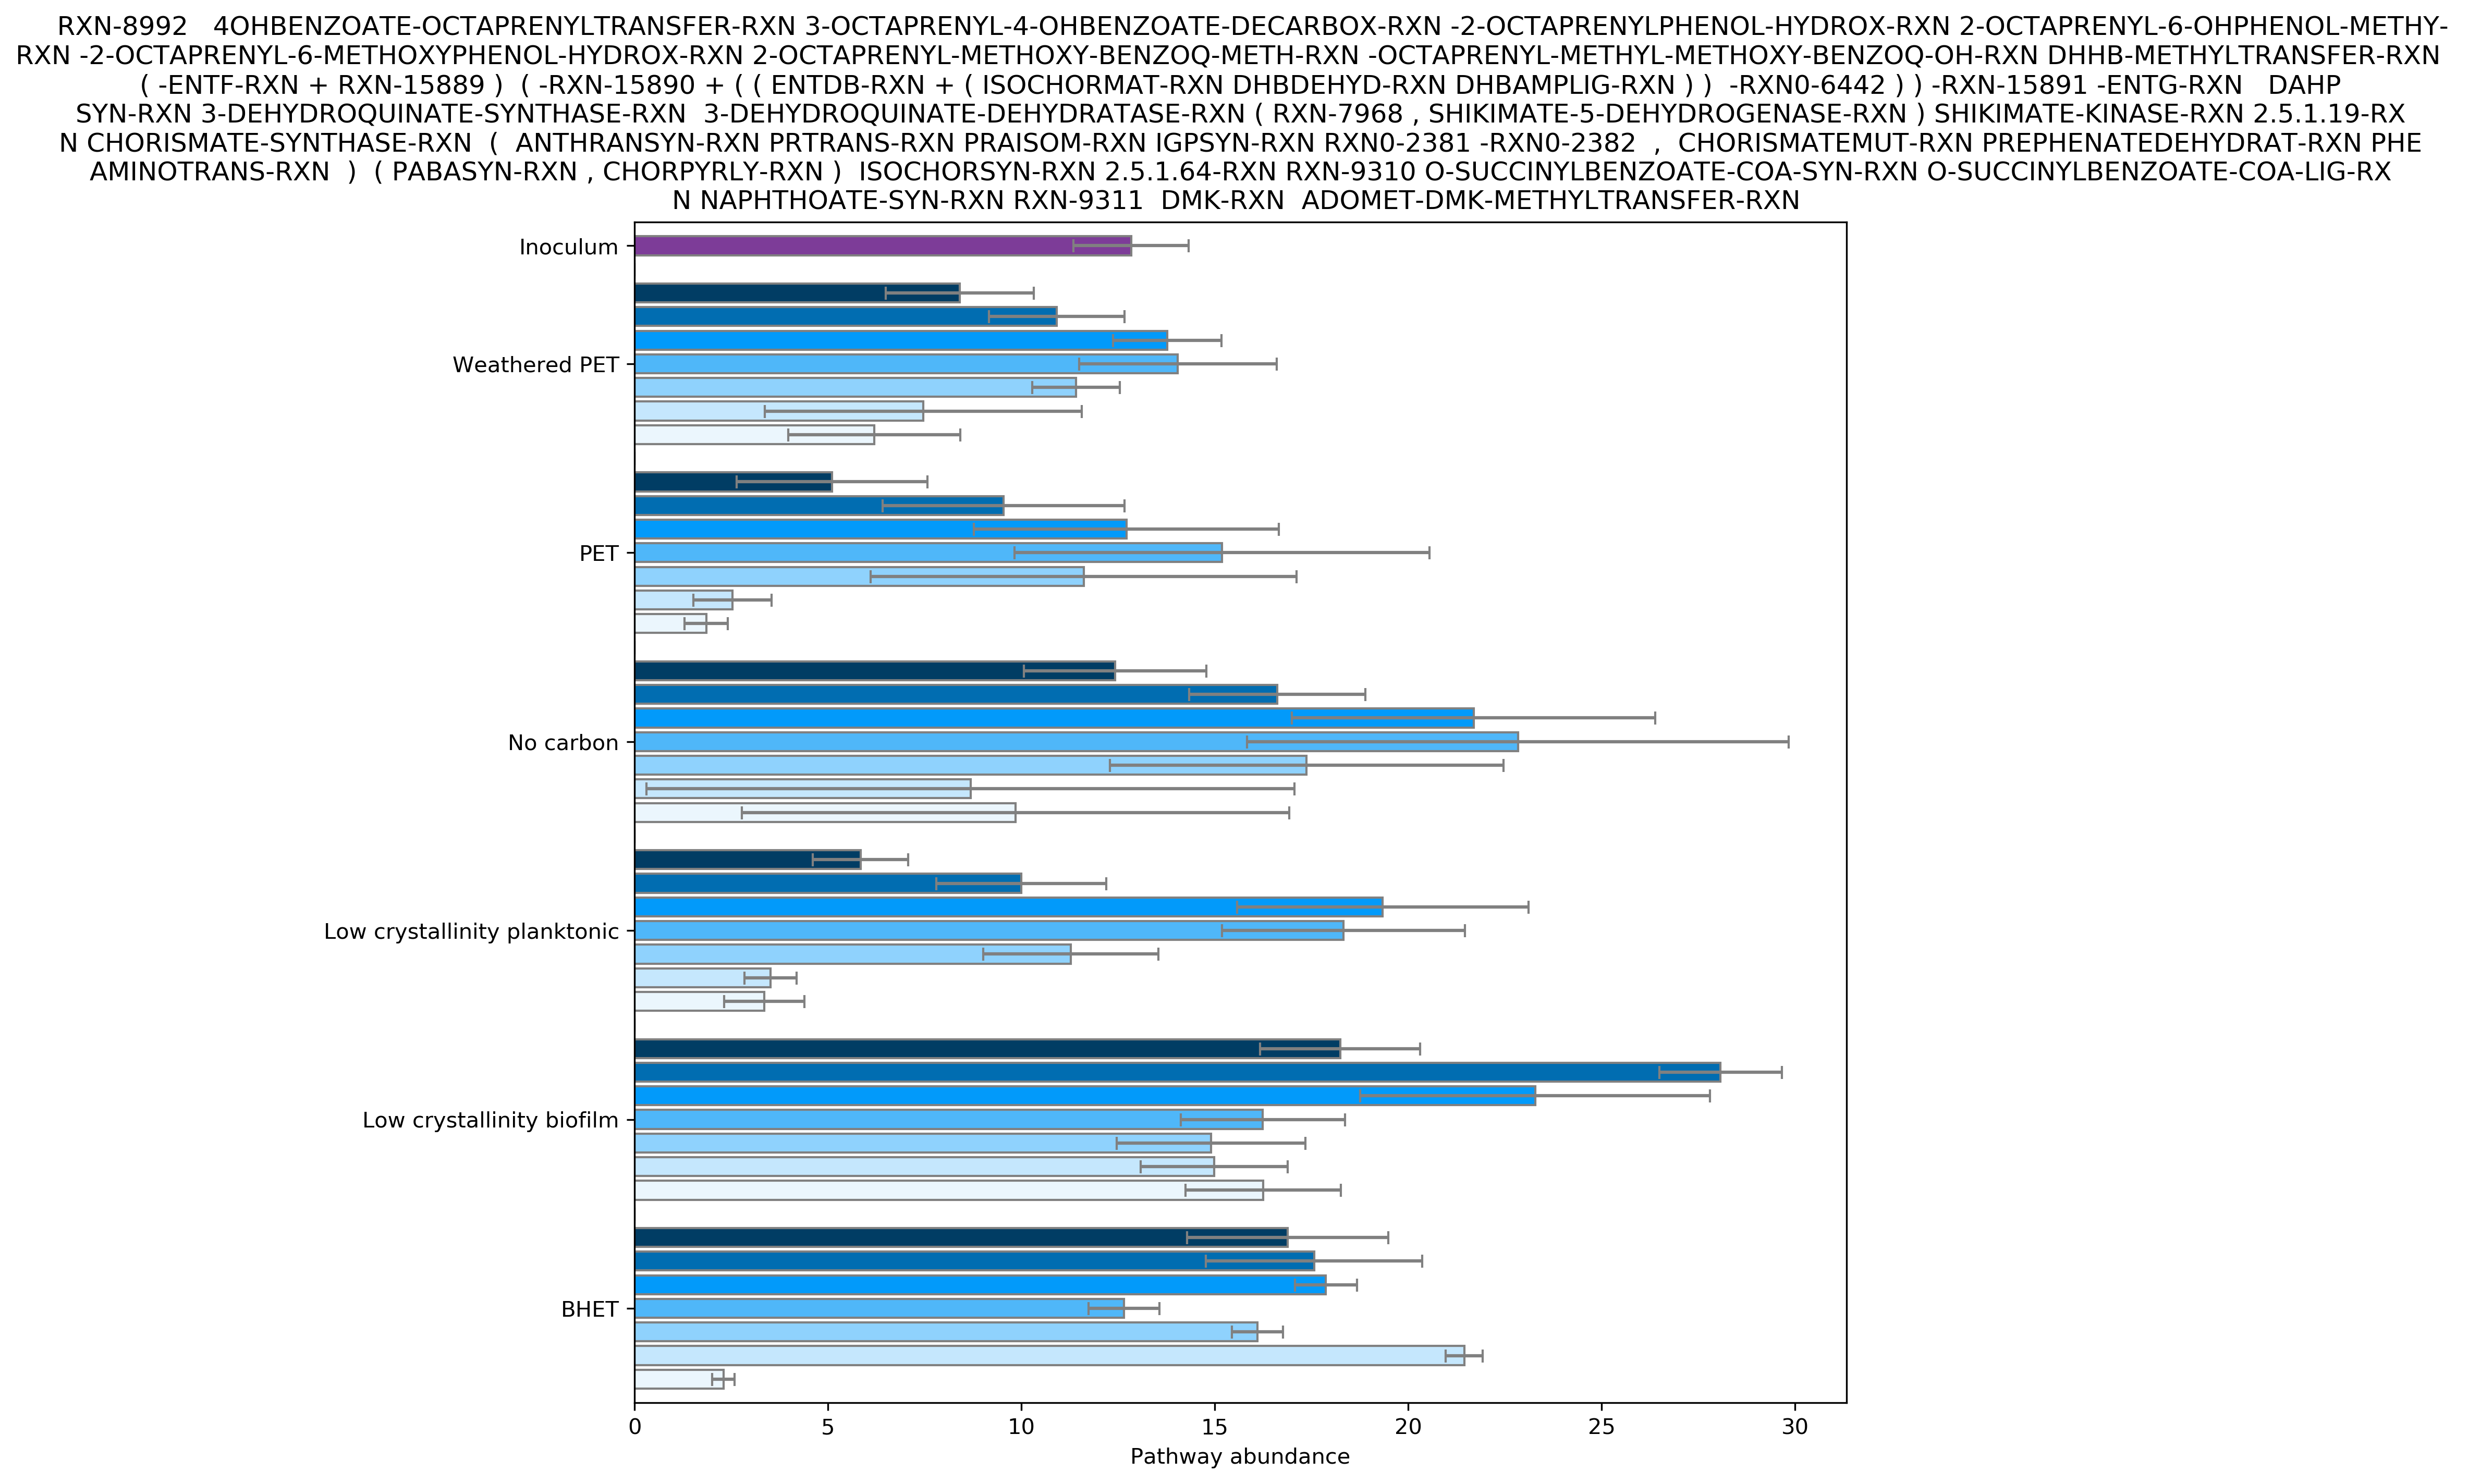 RXN-8992   4OHBENZOATE-OCTAPRENYLTRANSFER-RXN 3-OCTAPRENYL-4-OHBENZOATE-DECARBOX-RXN -2-OCTAPRENYLPHENOL-HYDROX-RXN 2-OCTAPRENYL-6-OHPHENOL-METHY-
RXN -2-OCTAPRENYL-6-METHOXYPHENOL-HYDROX-RXN 2-OCTAPRENYL-METHOXY-BENZOQ-METH-RXN -OCTAPRENYL-METHYL-METHOXY-BENZOQ-OH-RXN DHHB-METHYLTRANSFER-RXN
( -ENTF-RXN + RXN-15889 )  ( -RXN-15890 + ( ( ENTDB-RXN + ( ISOCHORMAT-RXN DHBDEHYD-RXN DHBAMPLIG-RXN ) )  -RXN0-6442 ) ) -RXN-15891 -ENTG-RXN   DAHP
SYN-RXN 3-DEHYDROQUINATE-SYNTHASE-RXN  3-DEHYDROQUINATE-DEHYDRATASE-RXN ( RXN-7968 , SHIKIMATE-5-DEHYDROGENASE-RXN ) SHIKIMATE-KINASE-RXN 2.5.1.19-RX
N CHORISMATE-SYNTHASE-RXN  (  ANTHRANSYN-RXN PRTRANS-RXN PRAISOM-RXN IGPSYN-RXN RXN0-2381 -RXN0-2382  ,  CHORISMATEMUT-RXN PREPHENATEDEHYDRAT-RXN PHE
AMINOTRANS-RXN  )  ( PABASYN-RXN , CHORPYRLY-RXN )  ISOCHORSYN-RXN 2.5.1.64-RXN RXN-9310 O-SUCCINYLBENZOATE-COA-SYN-RXN O-SUCCINYLBENZOATE-COA-LIG-RX
N NAPHTHOATE-SYN-RXN RXN-9311  DMK-RXN  ADOMET-DMK-METHYLTRANSFER-RXN
Inoculum
Weathered PET
PET
No carbon
Low crystallinity planktonic
Low crystallinity biofilm
BHET
0 5 10 15 20 25 30
Pathway abundance